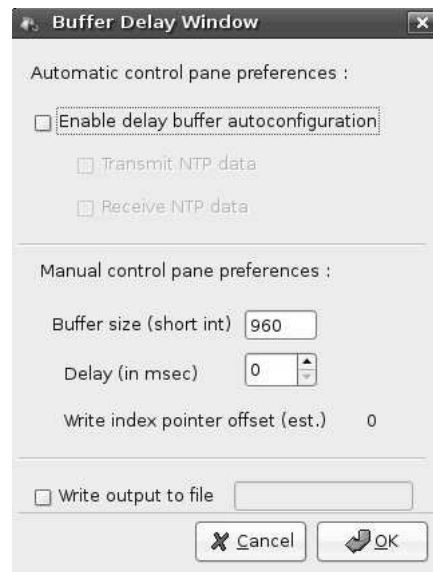 Buffer Delay Window
Automatic control pane preferences :
Enable delay buffer autoconfiguration
Transmit NTP data
Receive NTP data
Manual control pane preferences :
Buffer size (short int) 960
Delay (in msec) 0
Write index pointer offset (est.) 0
Write output to file
Cancel OK